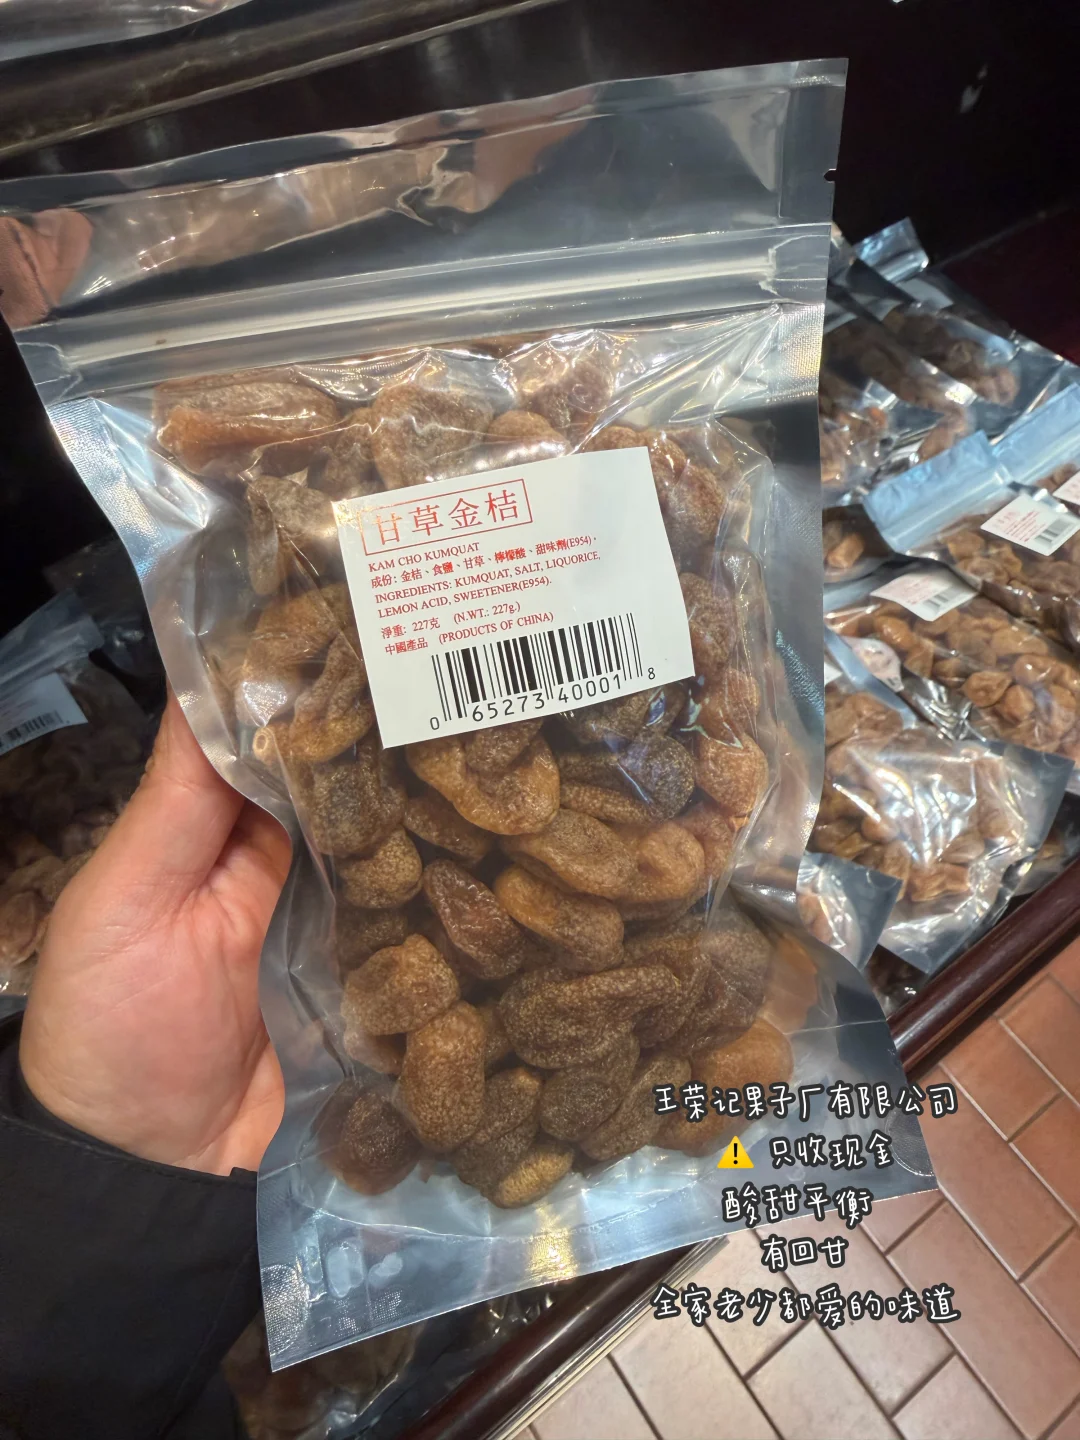 甘草金桔
KAM CHO KUMQUAT
成份: 金桔、食鹽、甘草、檸檬酸、甜味劑(E954)。
INGREDIENTS: KUMQUAT, SALT, LIQUORICE,
LEMON ACID, SWEETENER(E954).
淨重: 227克 (N.WT.: 227g.)
中國產品 (PRODUCTS OF CHINA)
0 65273 40001 8
王荣记果子厂有限公司
⚠️ 只收现金
酸甜平衡
有回甘
全家老少都爱的味道